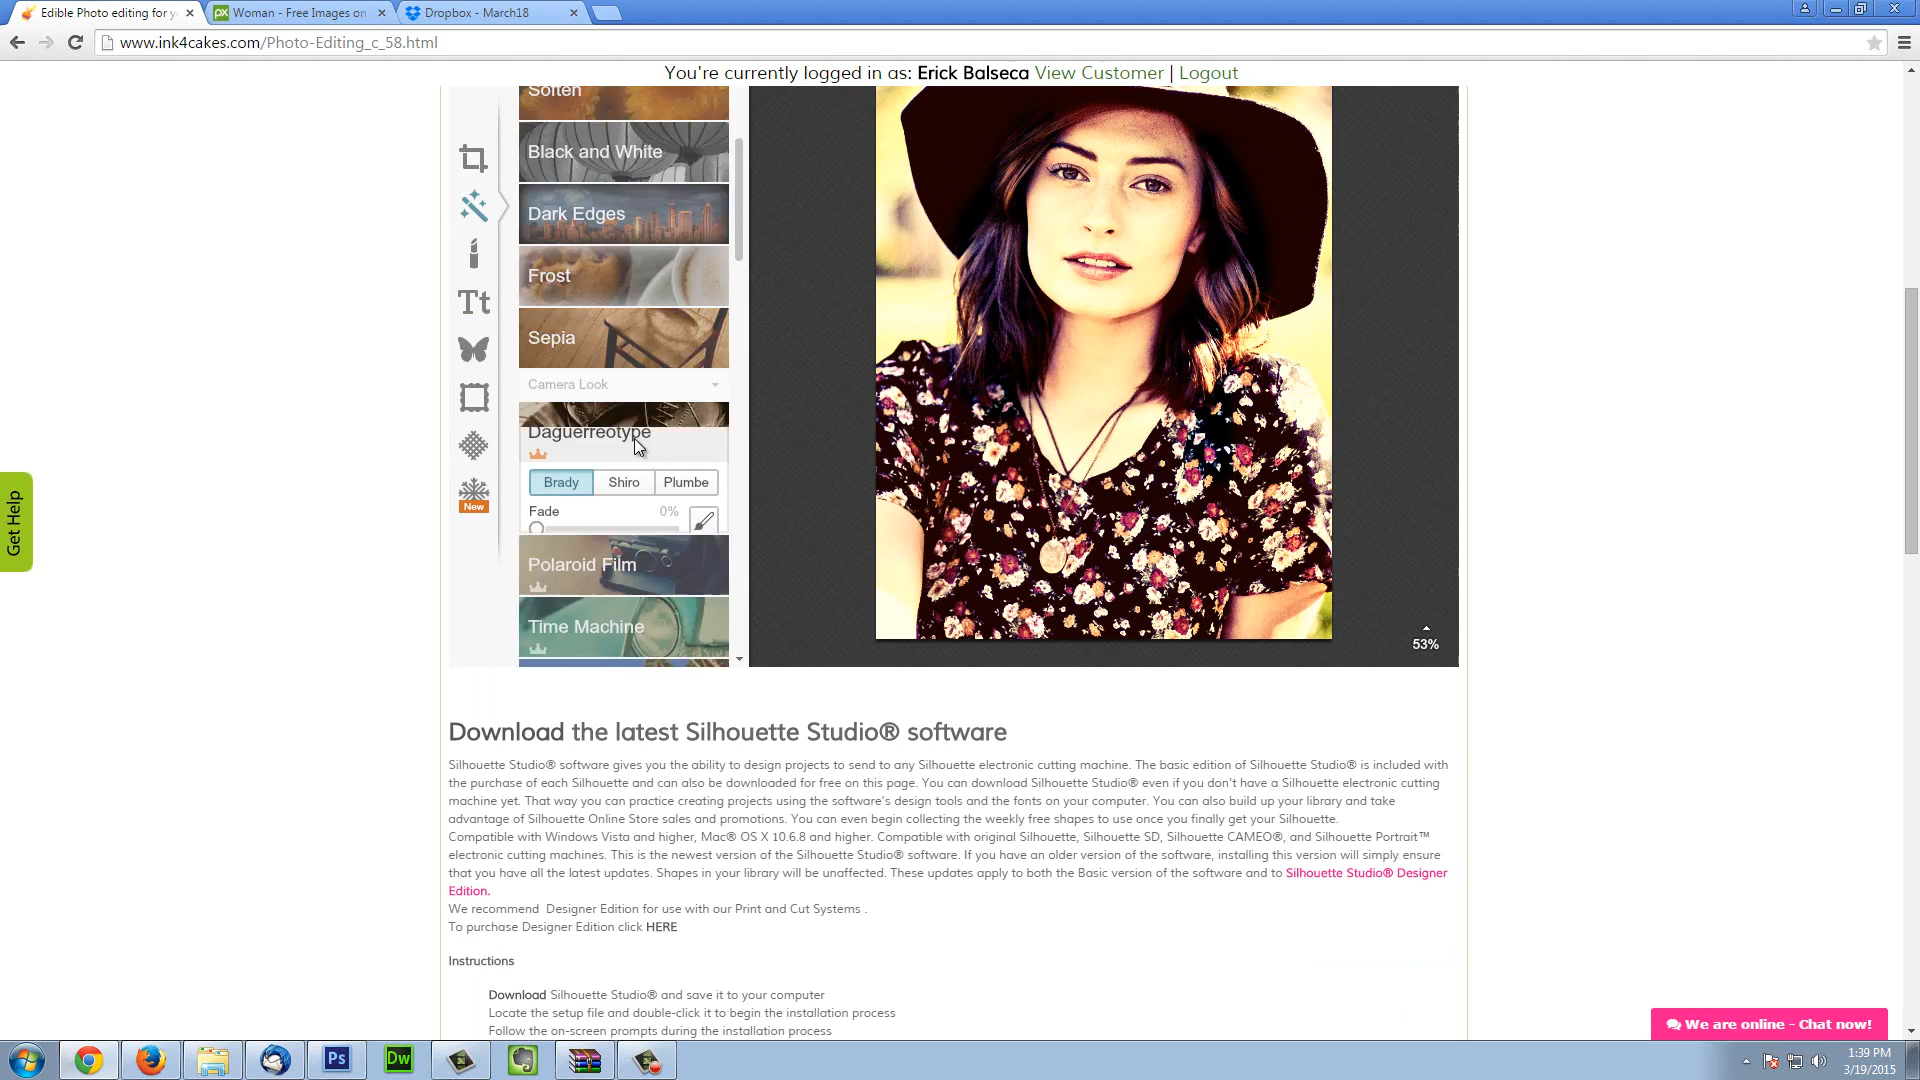 Edible Photo editing for y
Woman - Free Images on
Dropbox - March18
www.ink4cakes.com/Photo-Editing_c_58.html
You're currently logged in as: Erick Balseca View Customer | Logout
Soften
Black and White
Dark Edges
Frost
Sepia
Camera Look
Daguerreotype
Brady Shiro Plumbe
Fade 0%
Polaroid Film
Time Machine
Tt
New
Get Help
53%
Download the latest Silhouette Studio® software
Silhouette Studio® software gives you the ability to design projects to send to any Silhouette electronic cutting machine. The basic edition of Silhouette Studio® is included with
the purchase of each Silhouette and can also be downloaded for free on this page. You can download Silhouette Studio® even if you don't have a Silhouette electronic cutting
machine yet. That way you can practice creating projects using the software's design tools and the fonts on your computer. You can also build up your library and take
advantage of Silhouette Online Store sales and promotions. You can even begin collecting the weekly free shapes to use once you finally get your Silhouette.
Compatible with Windows Vista and higher, Mac® OS X 10.6.8 and higher. Compatible with original Silhouette, Silhouette SD, Silhouette CAMEO®, and Silhouette Portrait™
electronic cutting machines. This is the newest version of the Silhouette Studio® software. If you have an older version of the software, installing this version will simply ensure
that you have all the latest updates. Shapes in your library will be unaffected. These updates apply to both the Basic version of the software and to Silhouette Studio® Designer
Edition.
We recommend Designer Edition for use with our Print and Cut Systems .
To purchase Designer Edition click HERE
Instructions
Download Silhouette Studio® and save it to your computer
Locate the setup file and double-click it to begin the installation process
Follow the on-screen prompts during the installation process
We are online - Chat now!
Ps
Dw
1:39 PM
3/19/2015